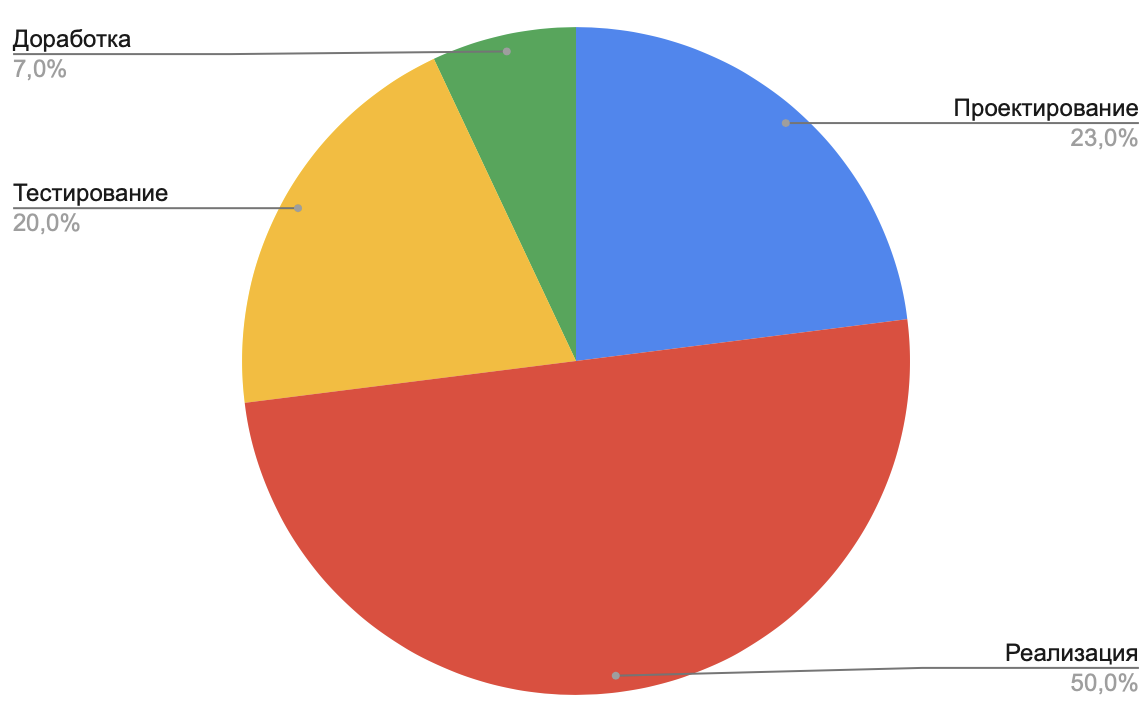 Доработка
7,0%
Проектирование
23,0%
Тестирование
20,0%
Реализация
50,0%